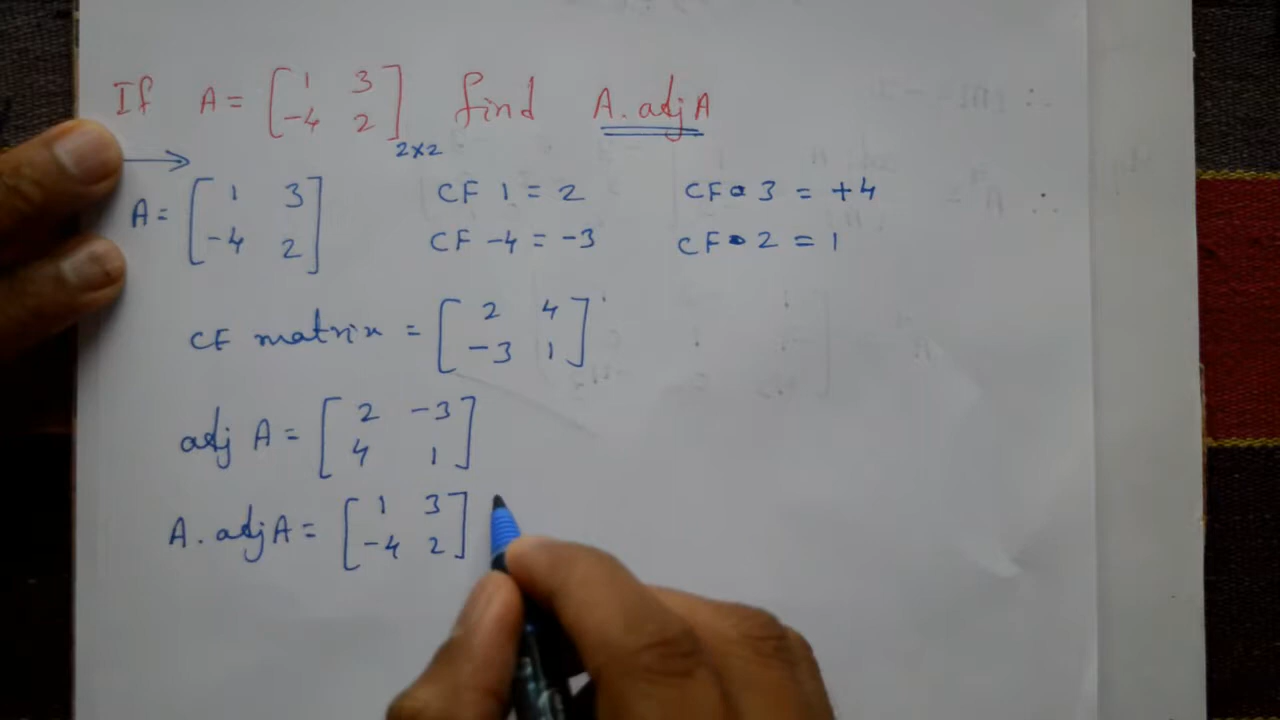 If A = [ 1 3 -4 2 ] find A.adjA
2×2
A = [ 1 3 -4 2 ] CF 1 = 2 CF 3 = +4
CF -4 = -3 CF 2 = 1
CF matrix = [ 2 4 -3 1 ]
adj A = [ 2 -3 4 1 ]
A.adjA = [ 1 3 -4 2 ]